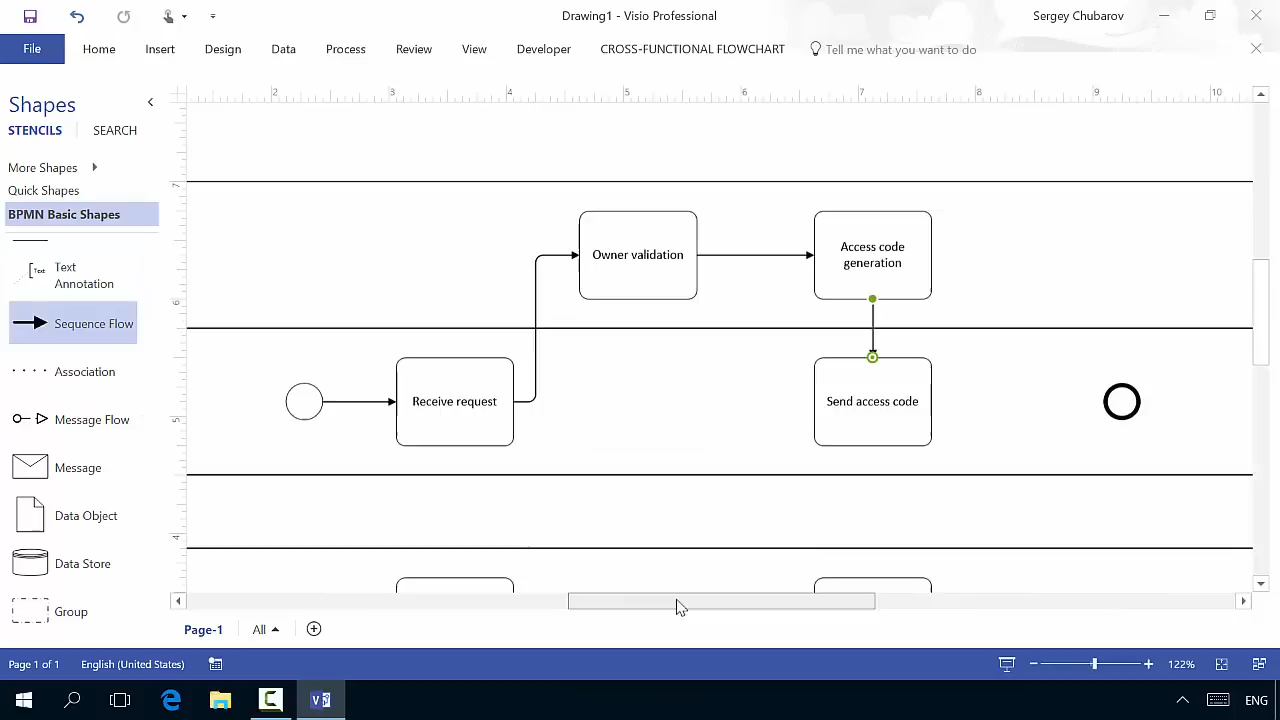 Drawing1 - Visio Professional
Sergey Chubarov
File
Home
Insert
Design
Data
Process
Review
View
Developer
CROSS-FUNCTIONAL FLOWCHART
Tell me what you want to do
Shapes
STENCILS
SEARCH
More Shapes
Quick Shapes
BPMN Basic Shapes
Text
Text
Annotation
Sequence Flow
Association
Message Flow
Message
Data Object
Data Store
Group
2
3
4
5
6
7
8
9
10
7
6
5
4
Owner validation
Access code
generation
Receive request
Send access code
Page-1
All
Page 1 of 1
English (United States)
122%
ENG